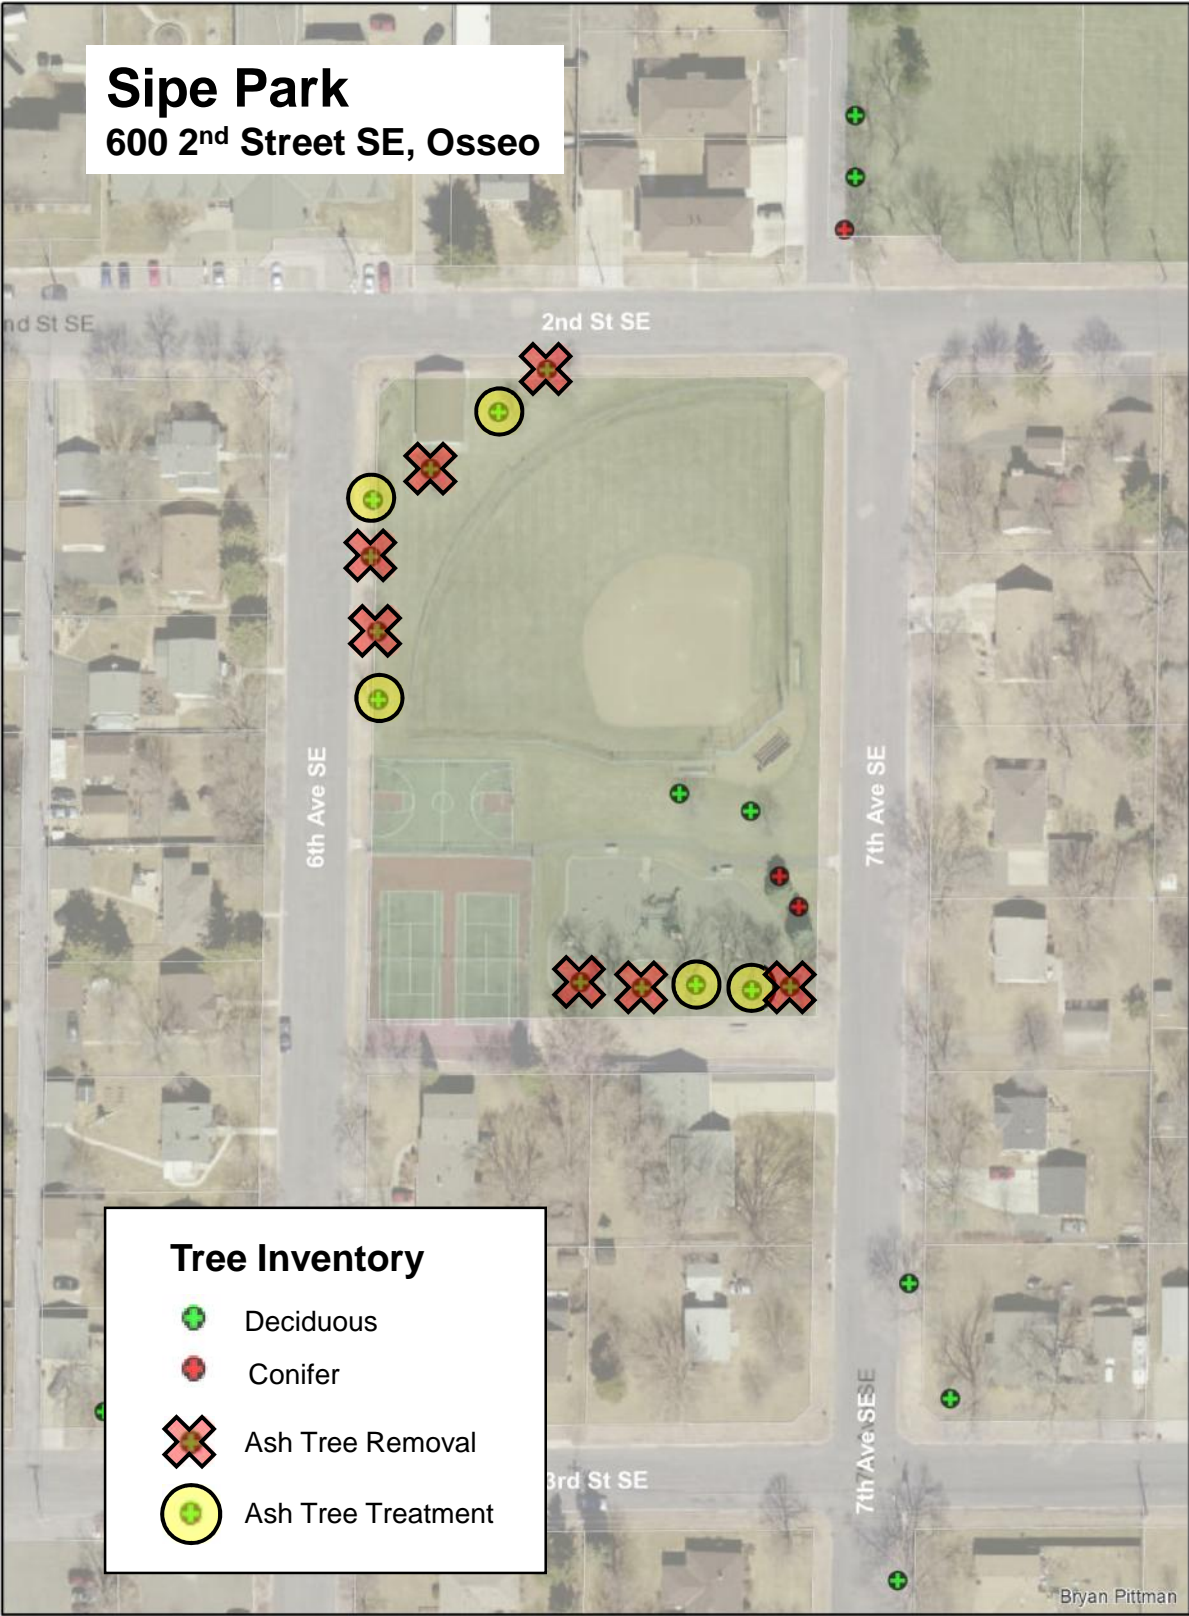 Sipe Park
600 2nd Street SE, Osseo
nd St SE
2nd St SE
6th Ave SE
7th Ave SE
Tree Inventory
Deciduous
Conifer
Ash Tree Removal
Ash Tree Treatment
7th Ave SE
3rd St SE
Bryan Pittman